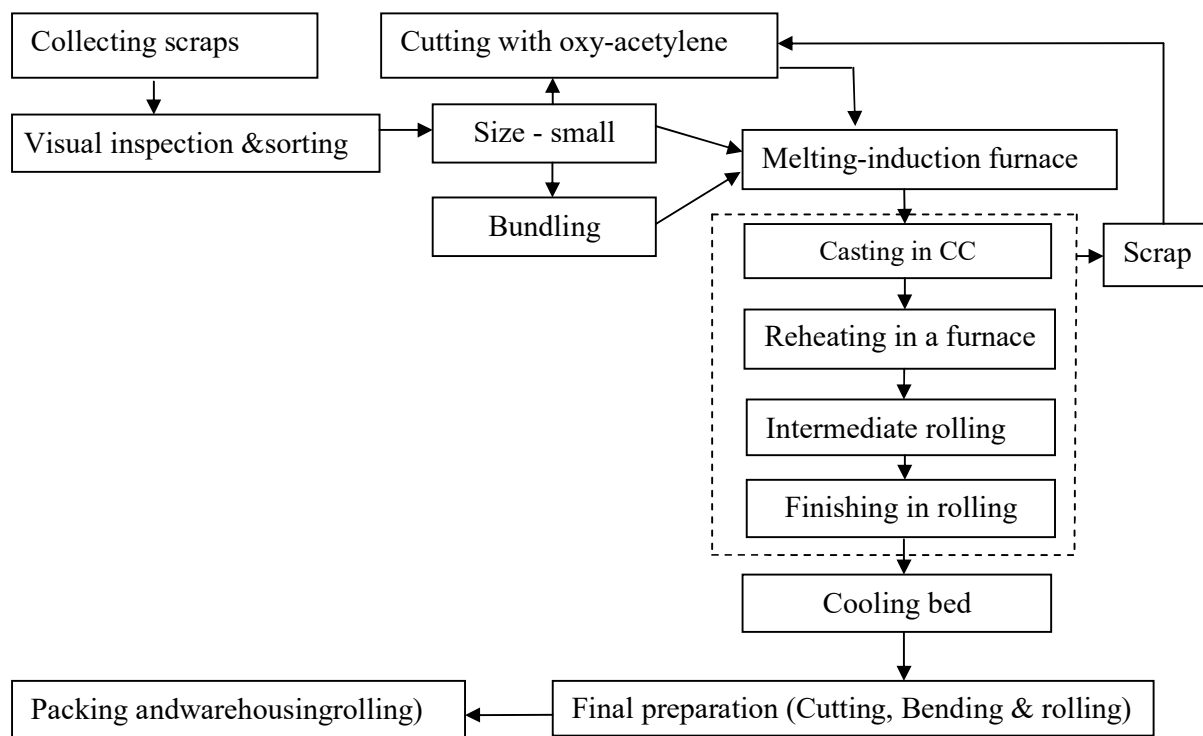 Collecting scraps
Cutting with oxy-acetylene
Visual inspection &sorting
Size - small
Melting-induction furnace
Bundling
Casting in CC
Scrap
Reheating in a furnace
Intermediate rolling
Finishing in rolling
Cooling bed
Packing andwarehousingrolling)
Final preparation (Cutting, Bending & rolling)